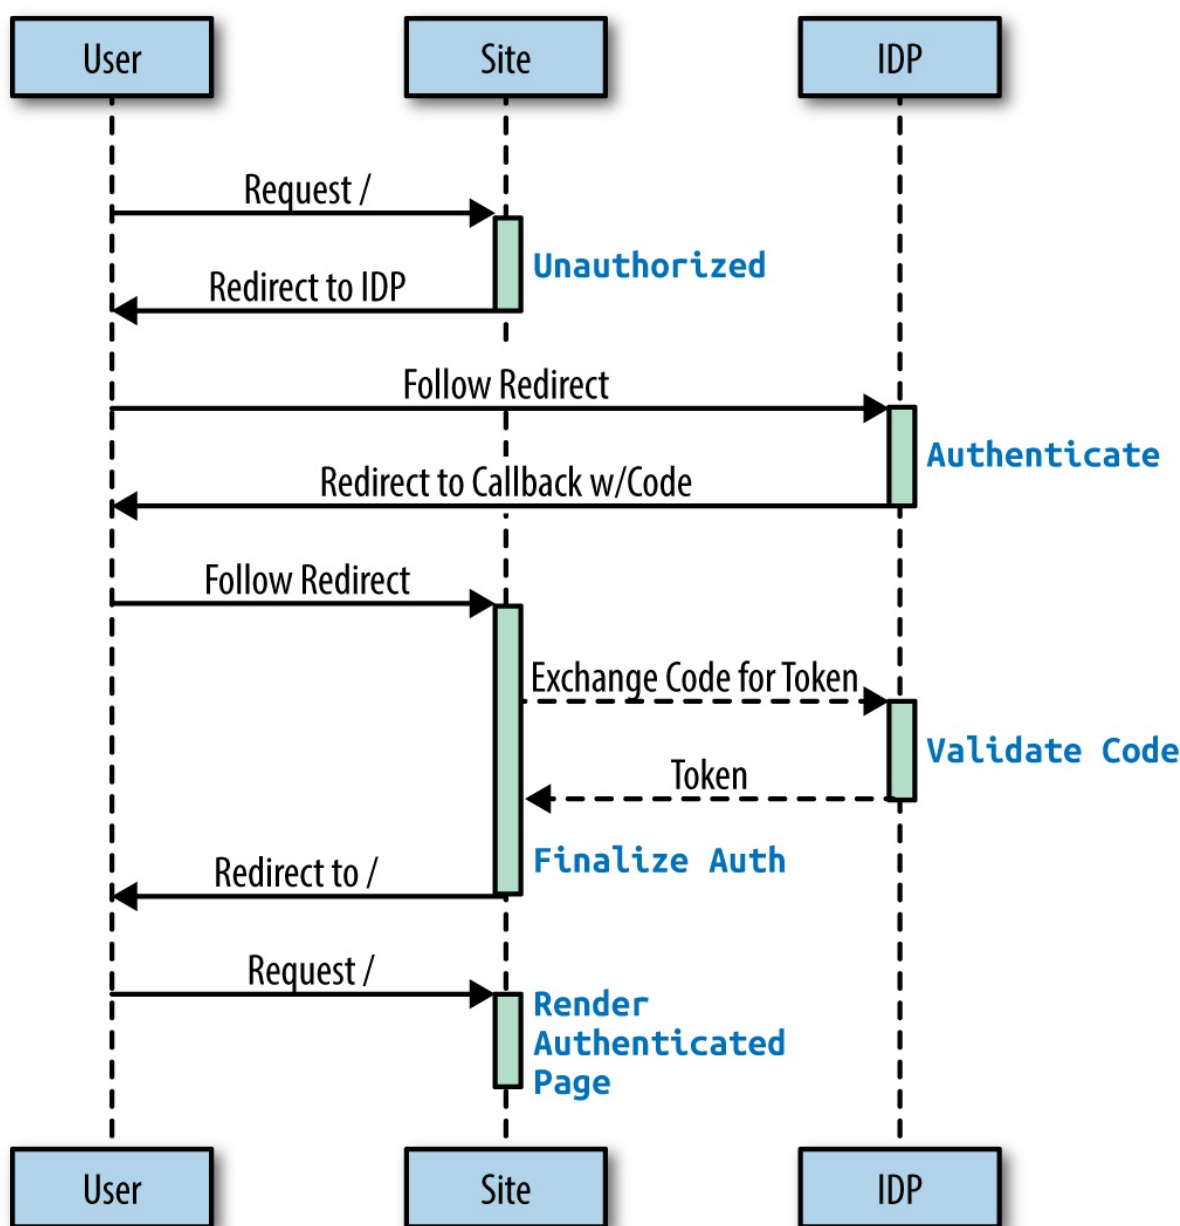 User
Site
IDP
Request /
Unauthorized
Redirect to IDP
Follow Redirect
Authenticate
Redirect to Callback w/Code
Follow Redirect
Exchange Code for Token
Validate Code
Token
Finalize Auth
Redirect to /
Request /
Render
Authenticated
Page
User
Site
IDP